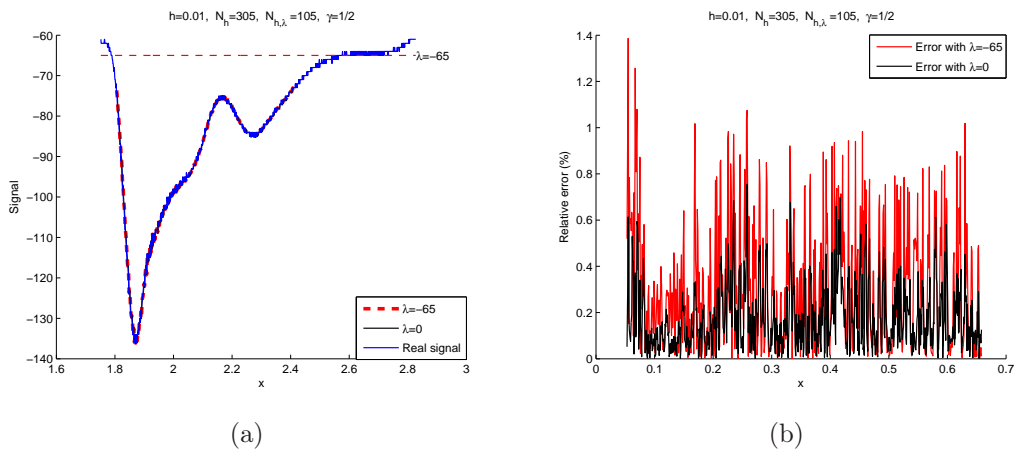 h=0.01, N_h=305, N_{h,λ}=105, γ=1/2
−60
−70
−80
−90
−100
−110
−120
−130
−140
Signal
1.6
1.8
2
2.2
2.4
2.6
2.8
3
x
λ=−65
λ=−65
λ=0
Real signal
(a)
h=0.01, N_h=305, N_{h,λ}=105, γ=1/2
1.4
1.2
1
0.8
0.6
0.4
0.2
0
Relative error (%)
0
0.1
0.2
0.3
0.4
0.5
0.6
0.7
x
Error with λ=−65
Error with λ=0
(b)